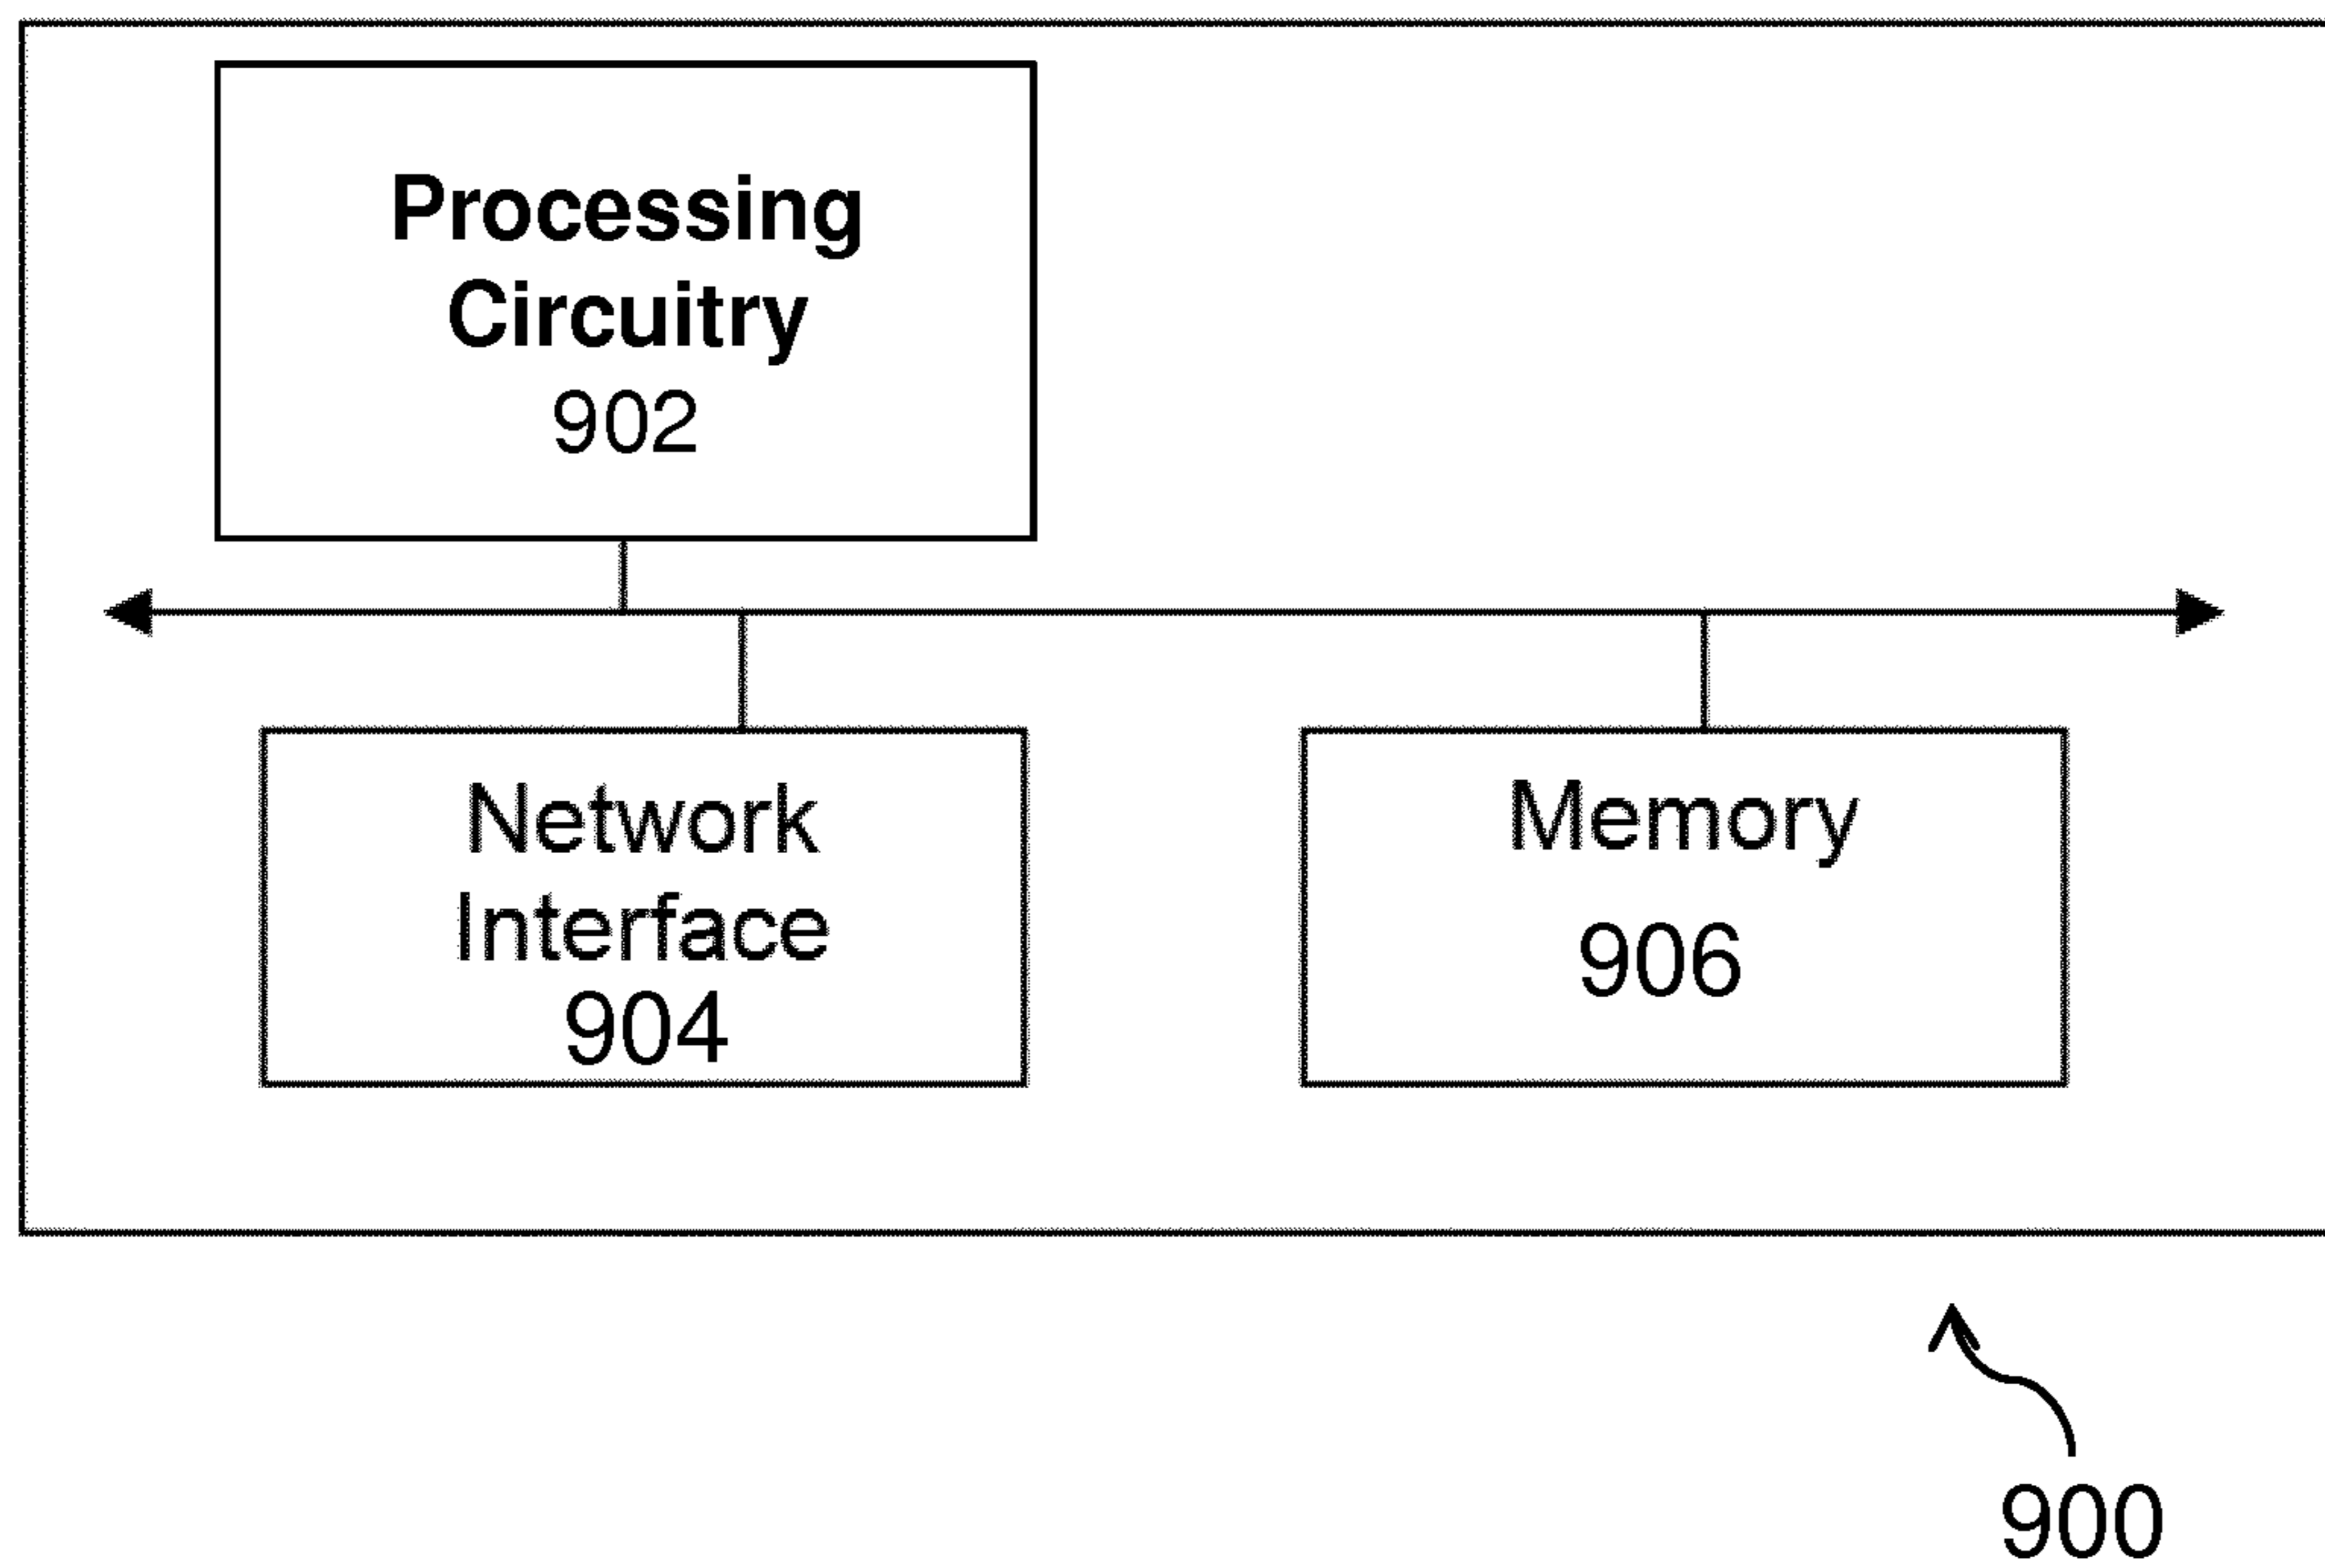 Processing
Circuitry
902
Network
Interface
904
Memory
906
900